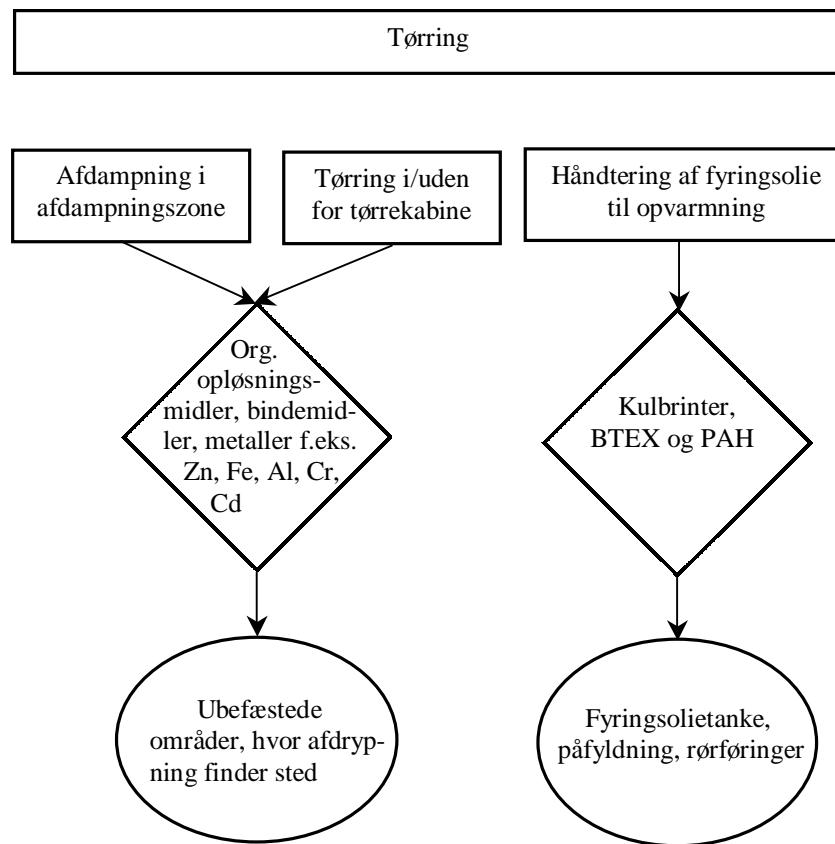 Tørring
Afdampning i
afdampningszone
Tørring i/uden
for tørrekabine
Håndtering af fyringsolie
til opvarmning
Org.
opløsnings-
midler, bindemid-
ler, metaller f.eks.
Zn, Fe, Al, Cr,
Cd
Kulbrinter,
BTEX og PAH
Ubefæstede
områder, hvor afdryp-
ning finder sted
Fyringsolietanke,
påfyldning, rørføringer